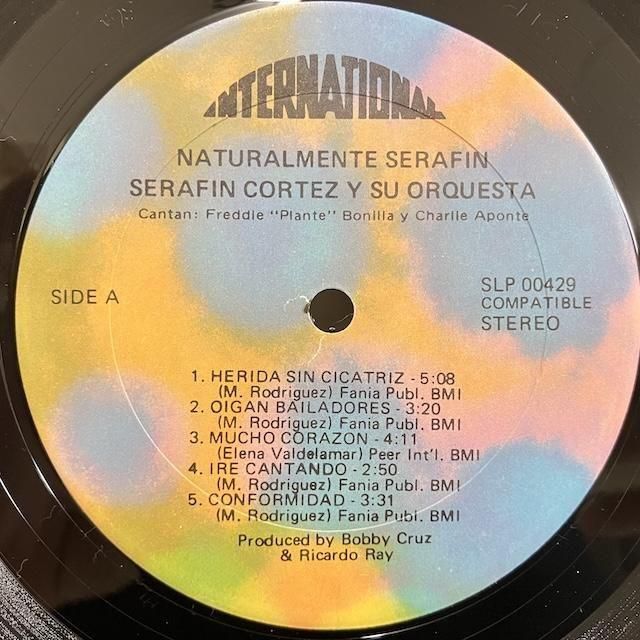 INTERNATIONAL
NATURALMENTE SERAFIN
SERAFIN CORTEZ Y SU ORQUESTA
Cantan: Freddie "Plante" Bonilla y Charlie Aponte
SIDE A
SLP 00429
COMPATIBLE
STEREO
1. HERIDA SIN CICATRIZ - 5:08
(M. Rodriguez) Fania Publ. BMI
2. OIGAN BAILADORES - 3:20
(M. Rodriguez) Fania Publ. BMI
3. MUCHO CORAZON - 4:11
(Elena Valdelamar) Peer Int'l. BMI
4. IRE CANTANDO - 2:50
(M. Rodriguez) Fania Publ. BMI
5. CONFORMIDAD - 3:31
(M. Rodriguez) Fania Publ. BMI
Produced by Bobby Cruz
& Ricardo Ray